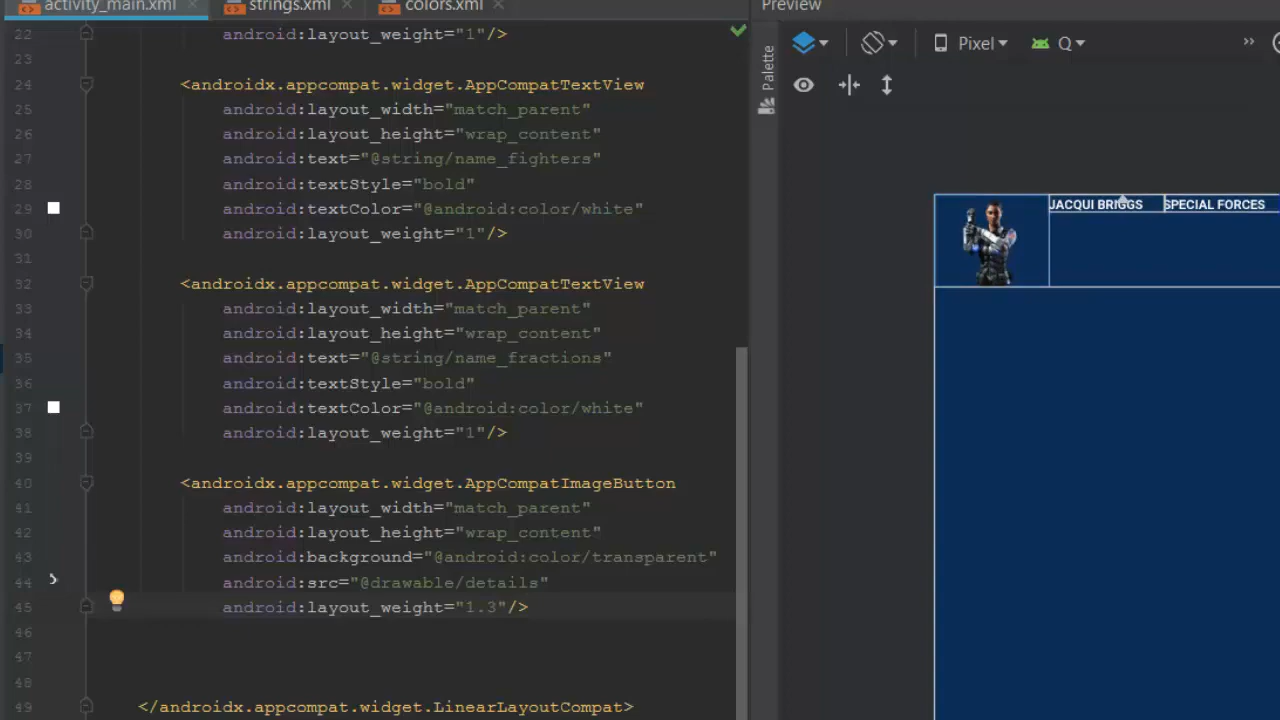 activity_main.xml strings.xml colors.xml Preview
22 android:layout_weight="1"/>
23
24 <androidx.appcompat.widget.AppCompatTextView
25 android:layout_width="match_parent"
26 android:layout_height="wrap_content"
27 android:text="@string/name_fighters"
28 android:textStyle="bold"
29 android:textColor="@android:color/white"
30 android:layout_weight="1"/>
31
32 <androidx.appcompat.widget.AppCompatTextView
33 android:layout_width="match_parent"
34 android:layout_height="wrap_content"
35 android:text="@string/name_fractions"
36 android:textStyle="bold"
37 android:textColor="@android:color/white"
38 android:layout_weight="1"/>
39
40 <androidx.appcompat.widget.AppCompatImageButton
41 android:layout_width="match_parent"
42 android:layout_height="wrap_content"
43 android:background="@android:color/transparent"
44 android:src="@drawable/details"
45 android:layout_weight="1.3"/>
46
47
48
49 </androidx.appcompat.widget.LinearLayoutCompat>
Palette
Pixel Q
JACQUI BRIGGS SPECIAL FORCES